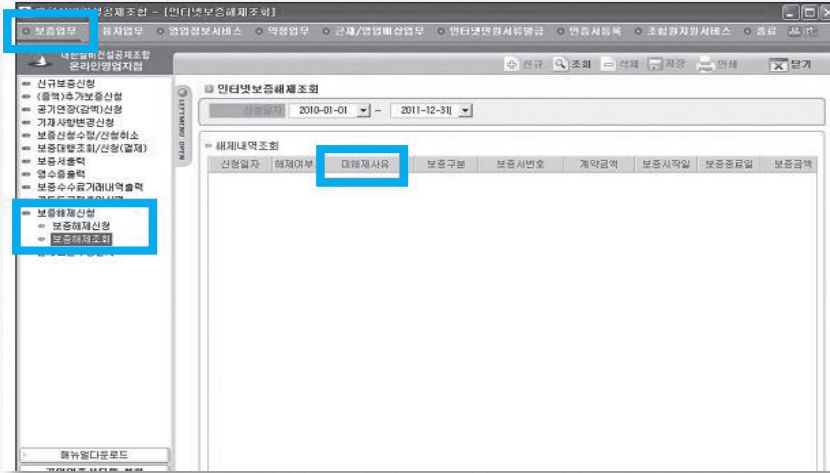 설비건설공제조합 - [인터넷보증해제조회]
보증업무 융자업무 영업정보서비스 약정업무 근재/영업배상업무 인터넷민원서류발급 인증서등록 조합원지원서비스 종료
대한설비건설공제조합
온라인영업지점
신규 조회 삭제 저장 인쇄 닫기
신규보증신청
(증액)추가보증신청
공기연장(감액)신청
기재사항변경신청
보증신청수정/신청취소
보증대행조회/신청(결제)
보증서출력
영수증출력
보증수수료거래내역출력
보증해제신청
보증해제신청
보증해제조회
LEFTMENU OPEN
인터넷보증해제조회
신청일자 2010-01-01 ~ 2011-12-31
해제내역조회
신청일자 해제여부 미해제사유 보증구분 보증서번호 계약금액 보증시작일 보증종료일 보증금액
매뉴얼다운로드